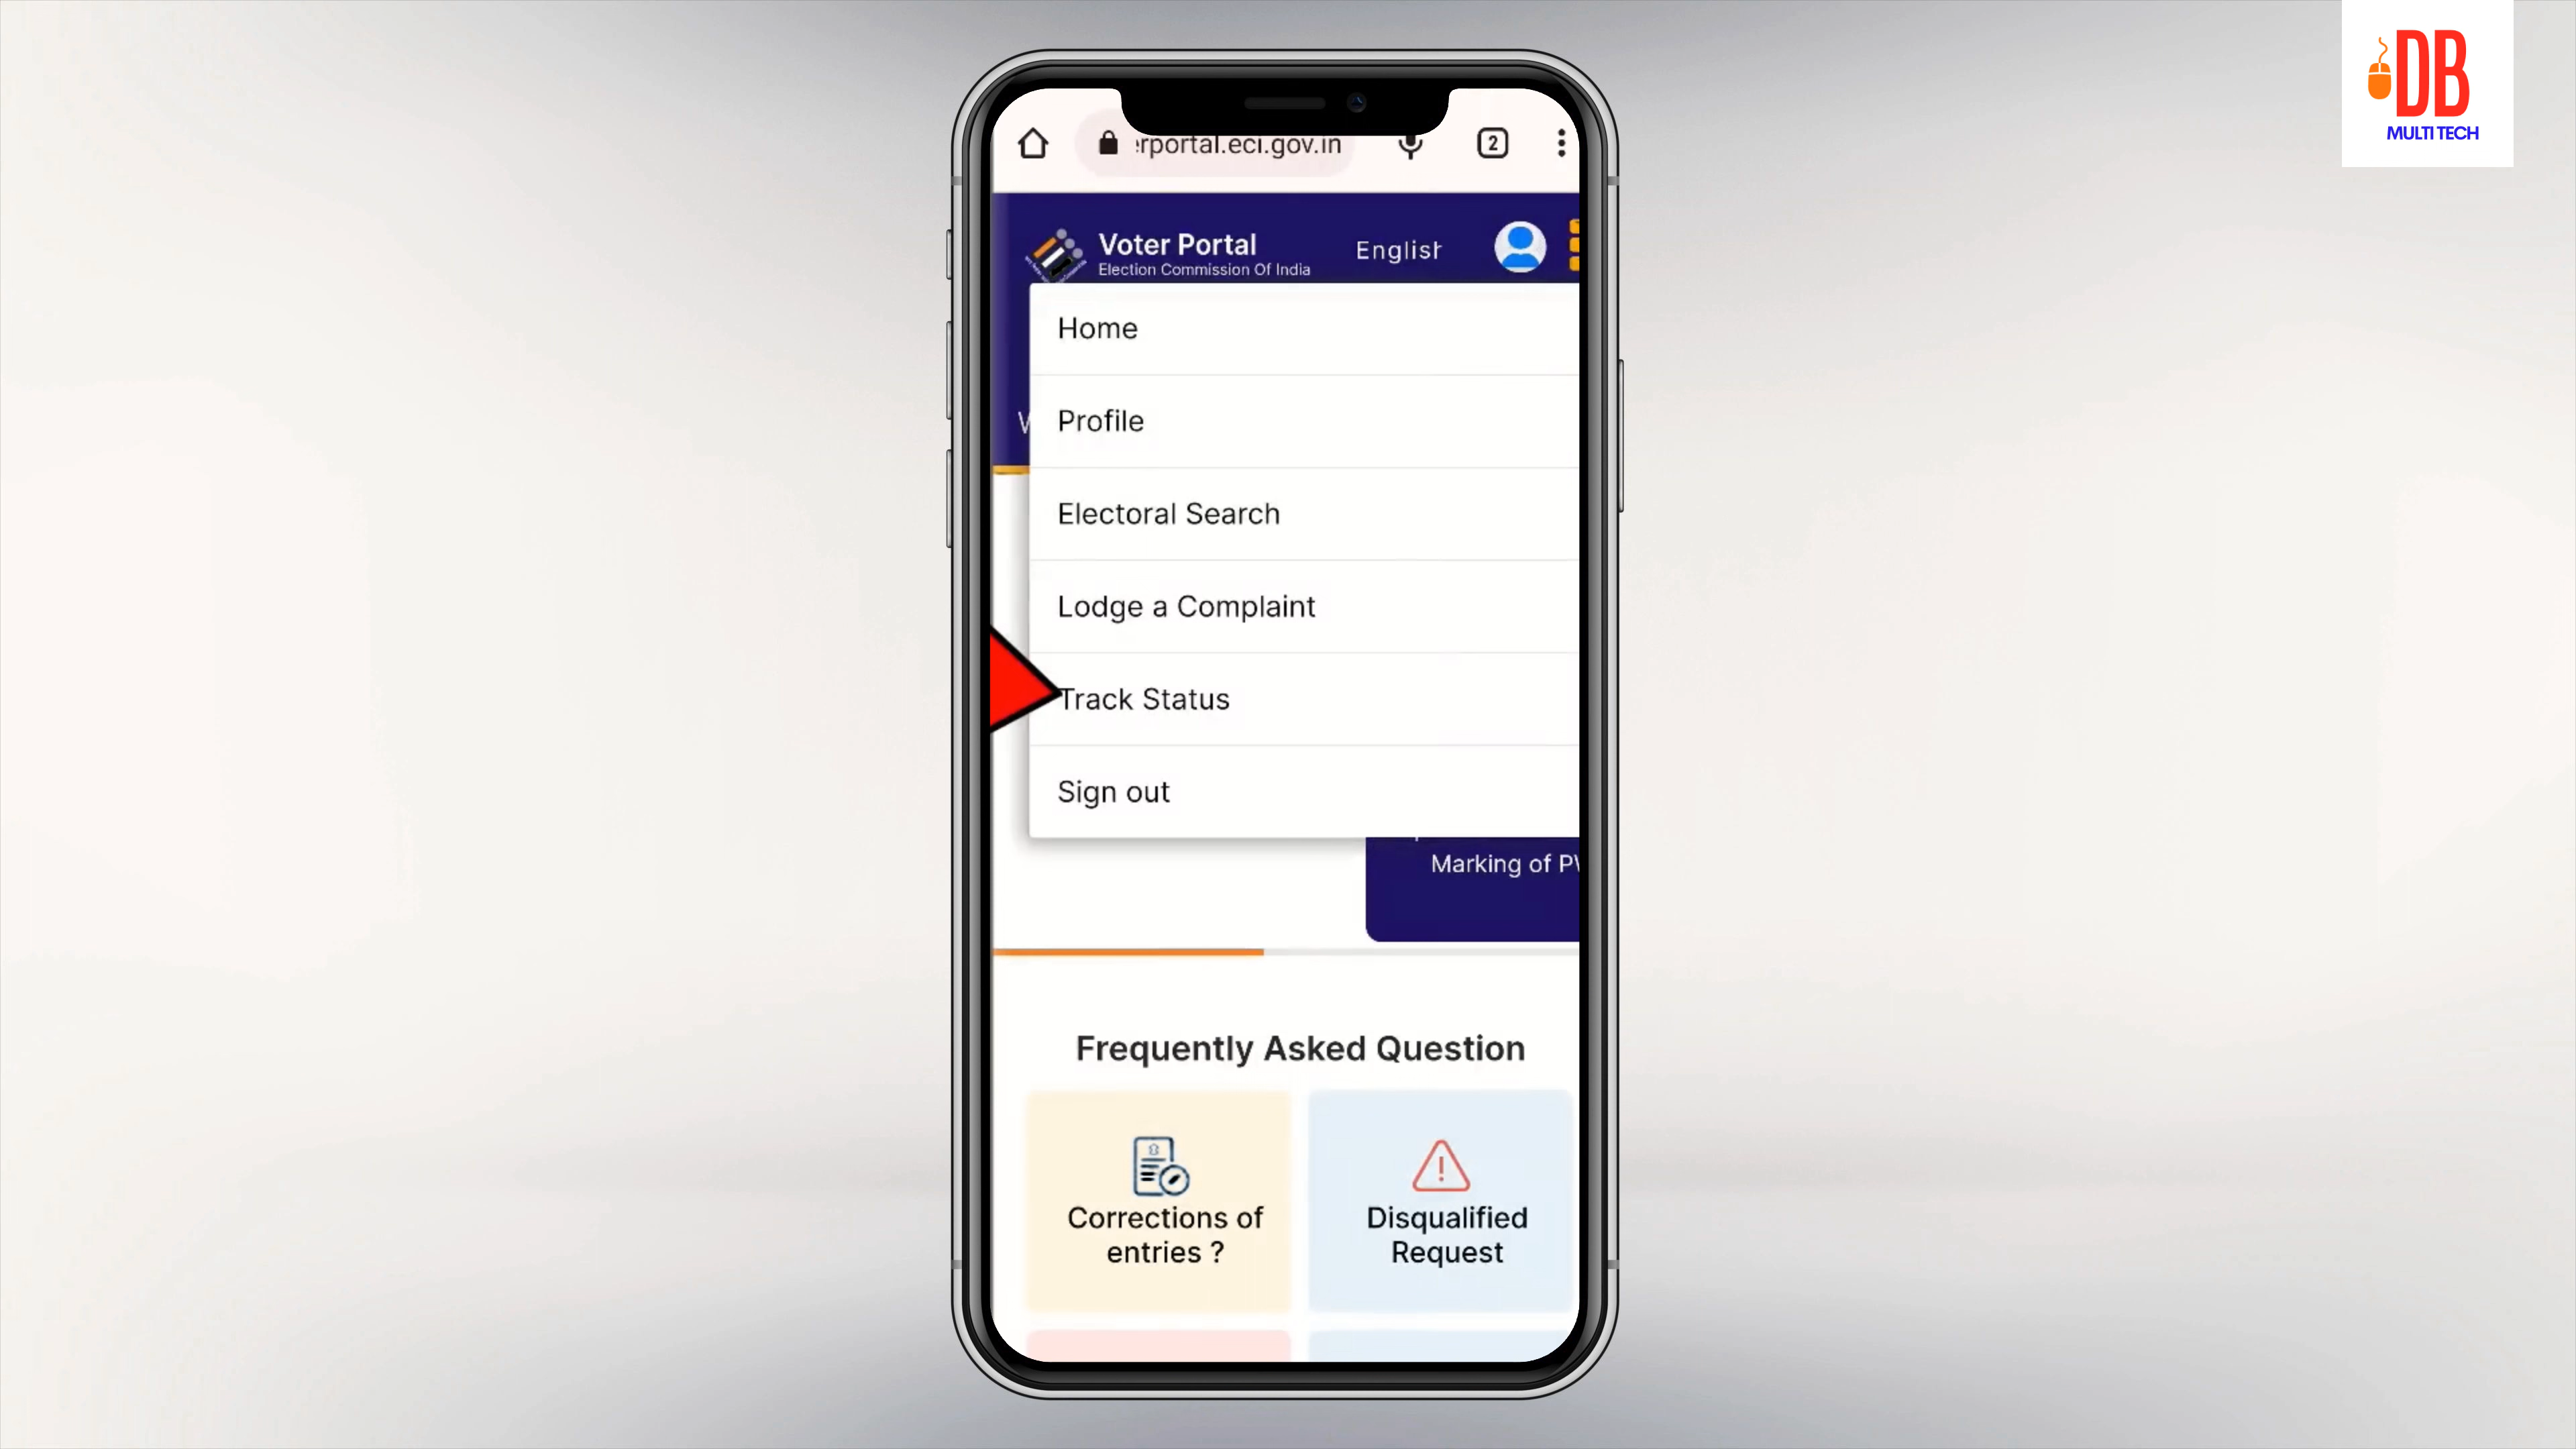 DB
MULTI TECH
erportal.eci.gov.in
2
Voter Portal
English
Election Commission Of India
Home
Profile
Electoral Search
Lodge a Complaint
Track Status
Sign out
Marking of
Frequently Asked Question
Corrections of
entries ?
Disqualified
Request